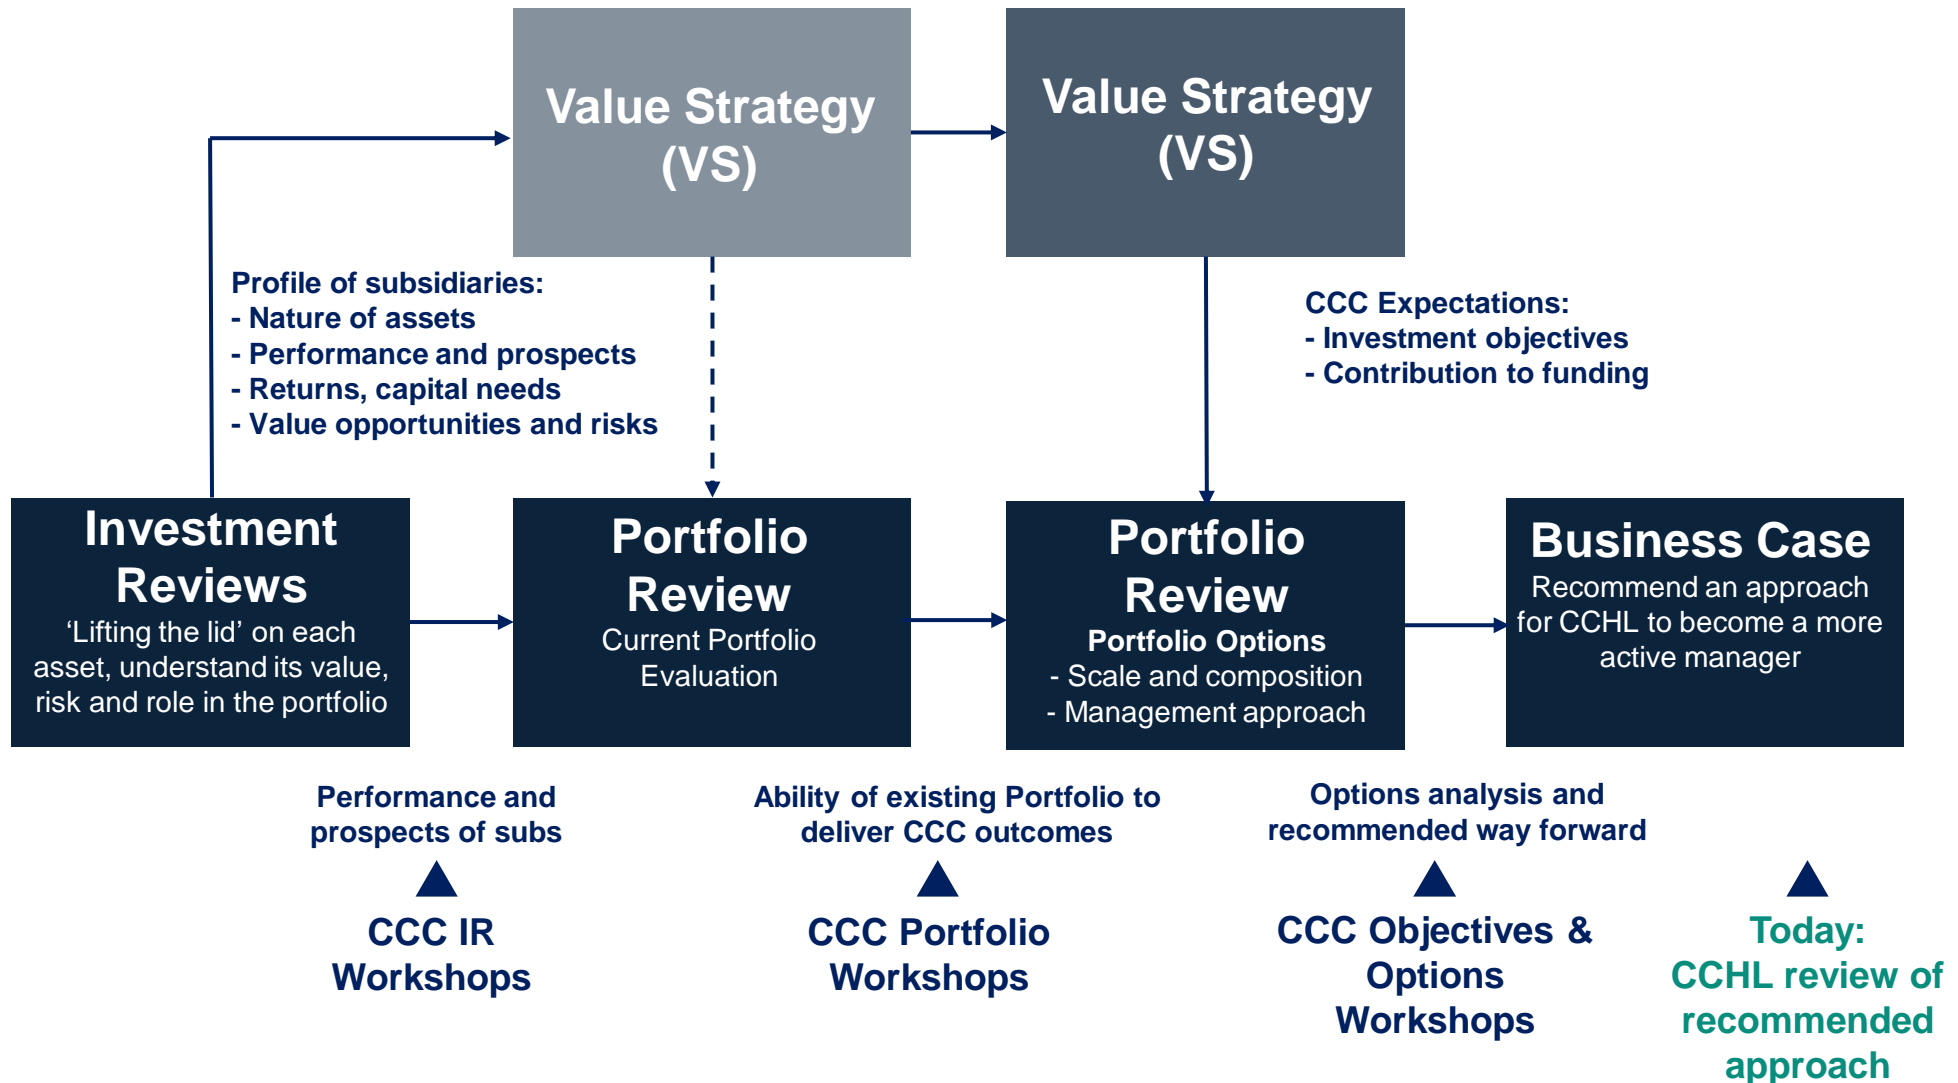 Value Strategy
(VS)
Value Strategy
(VS)
Profile of subsidiaries:
- Nature of assets
- Performance and prospects
- Returns, capital needs
- Value opportunities and risks
CCC Expectations:
- Investment objectives
- Contribution to funding
Investment
Reviews
‘Lifting the lid’ on each
asset, understand its value,
risk and role in the portfolio
Portfolio
Review
Current Portfolio
Evaluation
Portfolio
Review
Portfolio Options
- Scale and composition
- Management approach
Business Case
Recommend an approach
for CCHL to become a more
active manager
Performance and
prospects of subs
Ability of existing Portfolio to
deliver CCC outcomes
Options analysis and
recommended way forward
CCC IR
Workshops
CCC Portfolio
Workshops
CCC Objectives &
Options
Workshops
Today:
CCHL review of
recommended
approach